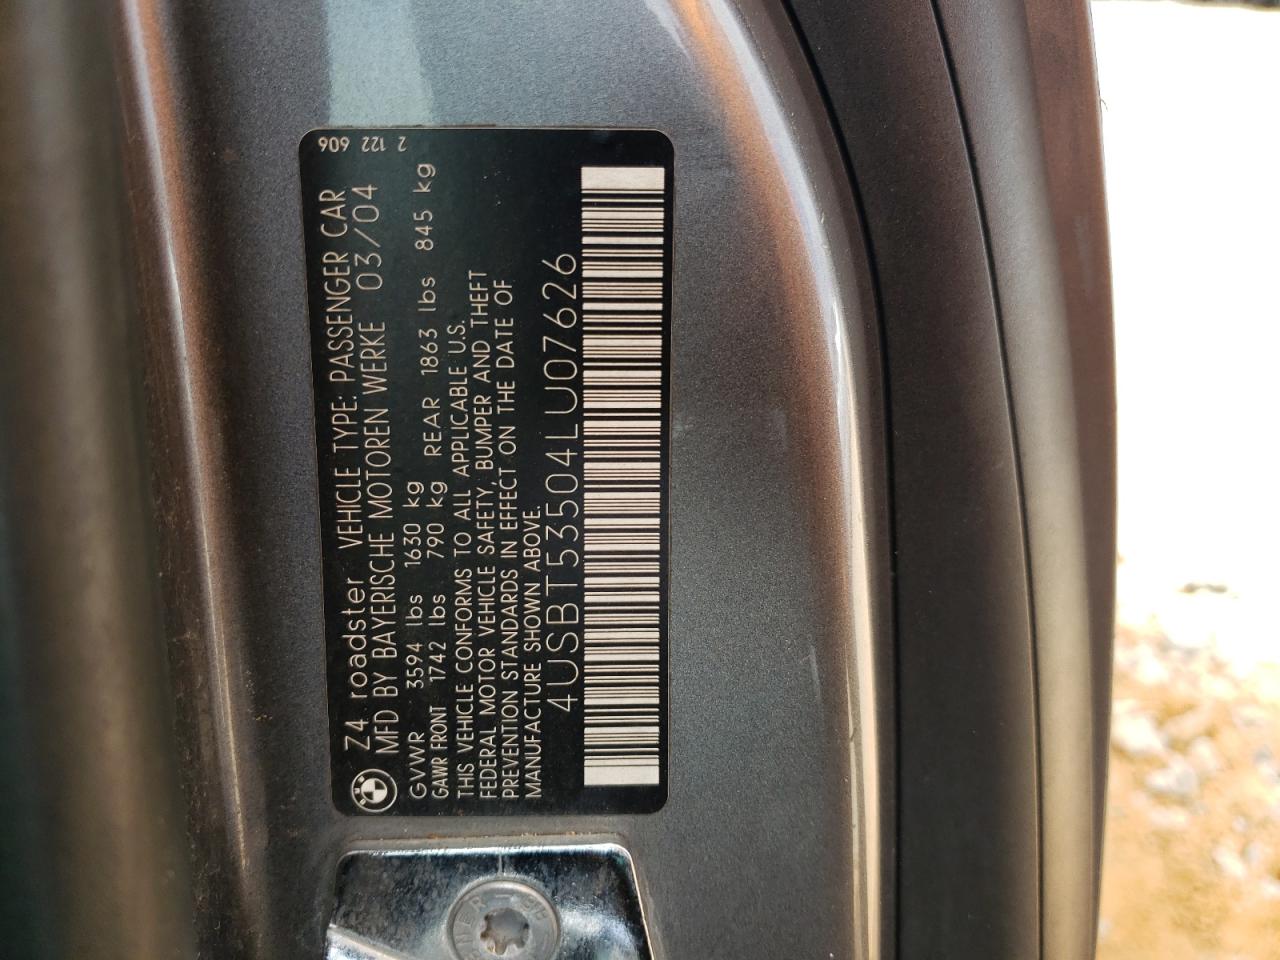 2 122 606
Z4 roadster VEHICLE TYPE: PASSENGER CAR
MFD BY BAYERISCHE MOTOREN WERKE 03/04
GVWR 3594 lbs 1630 kg
GAWR FRONT 1742 lbs 790 kg REAR 1863 lbs 845 kg
THIS VEHICLE CONFORMS TO ALL APPLICABLE U.S.
FEDERAL MOTOR VEHICLE SAFETY, BUMPER AND THEFT
PREVENTION STANDARDS IN EFFECT ON THE DATE OF
MANUFACTURE SHOWN ABOVE.
4USBT53504LU07626